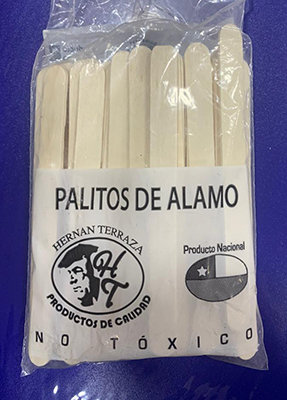 PALITOS DE ALAMO
HERNAN TERRAZA
HT
PRODUCTOS DE CALIDAD
Producto Nacional
NO TÓXICO